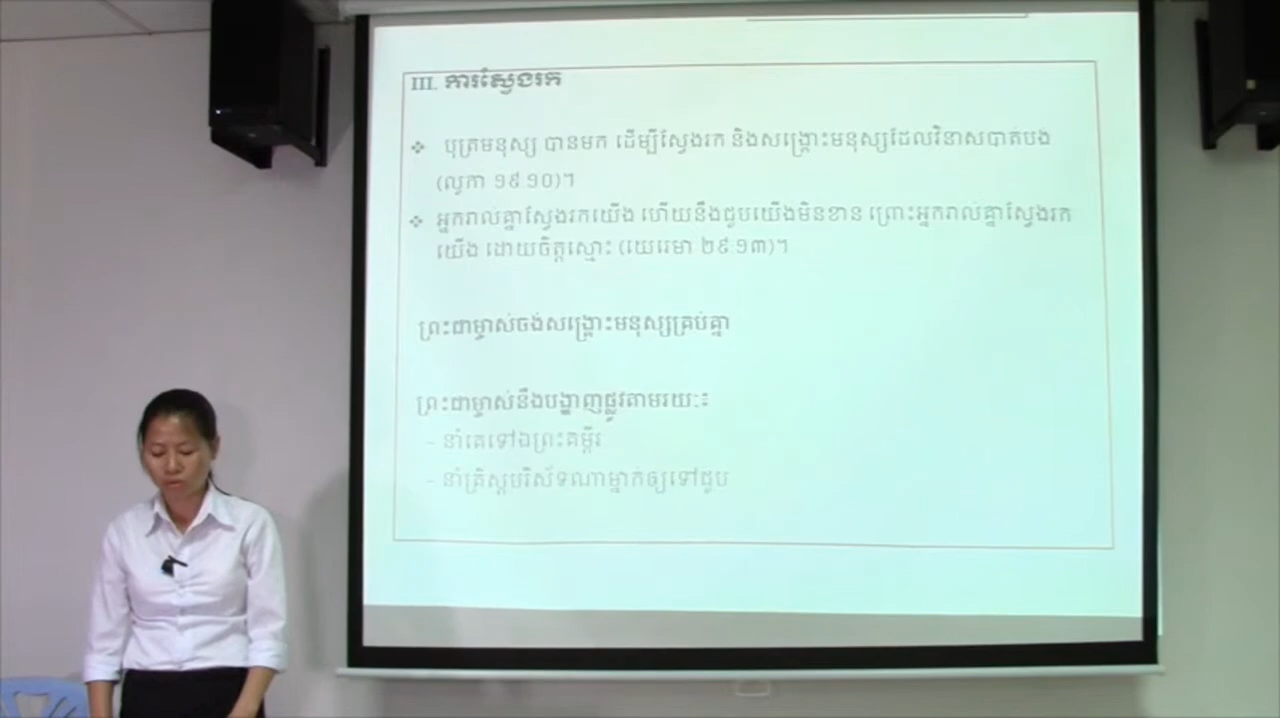 III. ការស្វែងរក
❖ បុត្រមនុស្ស បានមក ដើម្បីស្វែងរក និងសង្គ្រោះមនុស្សដែលវិនាសបាត់បង់
(លូកា ១៩.១០)។
❖ អ្នករាល់គ្នាស្វែងរកយើង ហើយនឹងជួបយើងមិនខាន ព្រោះអ្នករាល់គ្នាស្វែងរក
យើង ដោយចិត្តស្មោះ (យេរេមា ២៩.១៣)។
ព្រះជាម្ចាស់ចង់សង្គ្រោះមនុស្សគ្រប់គ្នា
ព្រះជាម្ចាស់នឹងបង្ហាញផ្លូវតាមរយៈ៖
- នាំគេទៅឯព្រះគម្ពីរ
- នាំគ្រិស្តបរិស័ទណាម្នាក់ឲ្យទៅជួប